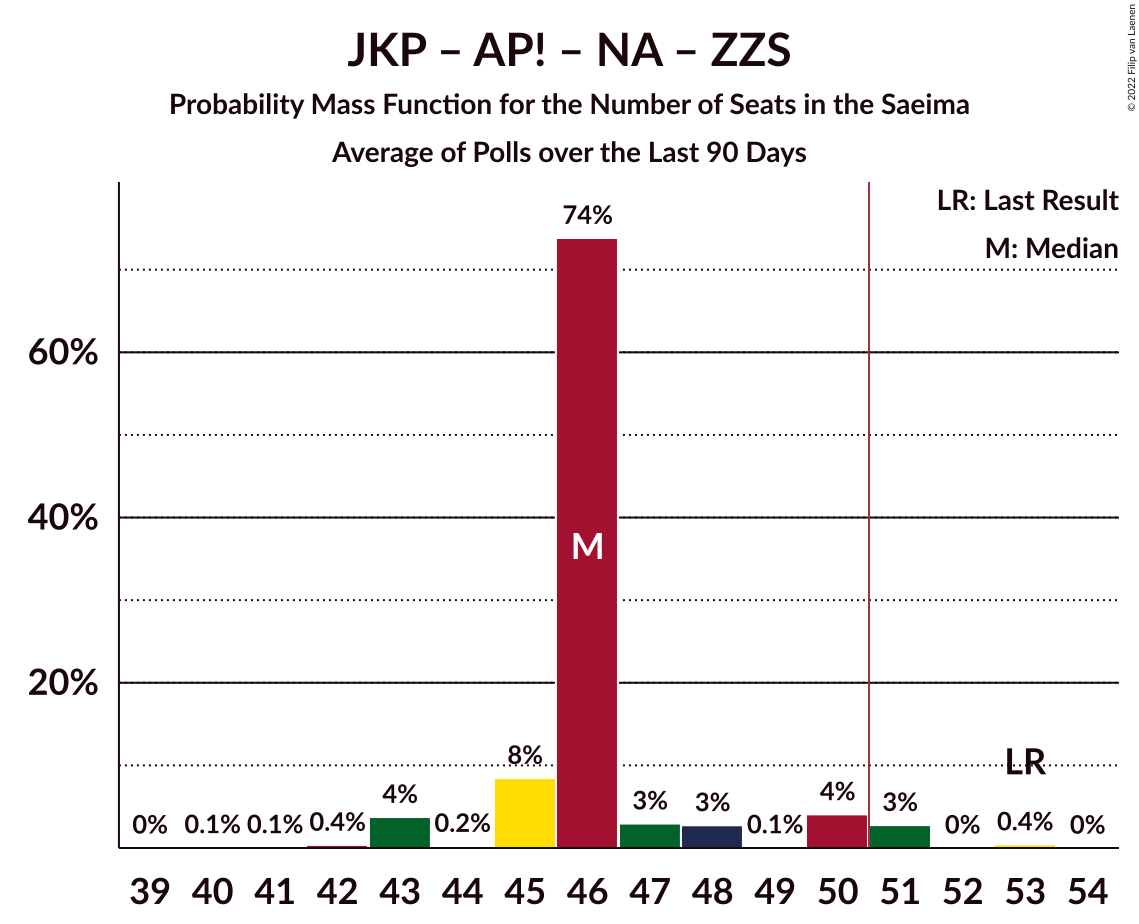 JKP – AP! – NA – ZZS
Probability Mass Function for the Number of Seats in the Saeima
Average of Polls over the Last 90 Days
© 2022 Filip van Laenen
LR: Last Result
M: Median
60%
40%
20%
0% 0.1% 0.1% 0.4% 4% 0.2% 8% 74% 3% 3% 0.1% 4% 3% 0% 0.4% 0%
M
LR
39 40 41 42 43 44 45 46 47 48 49 50 51 52 53 54